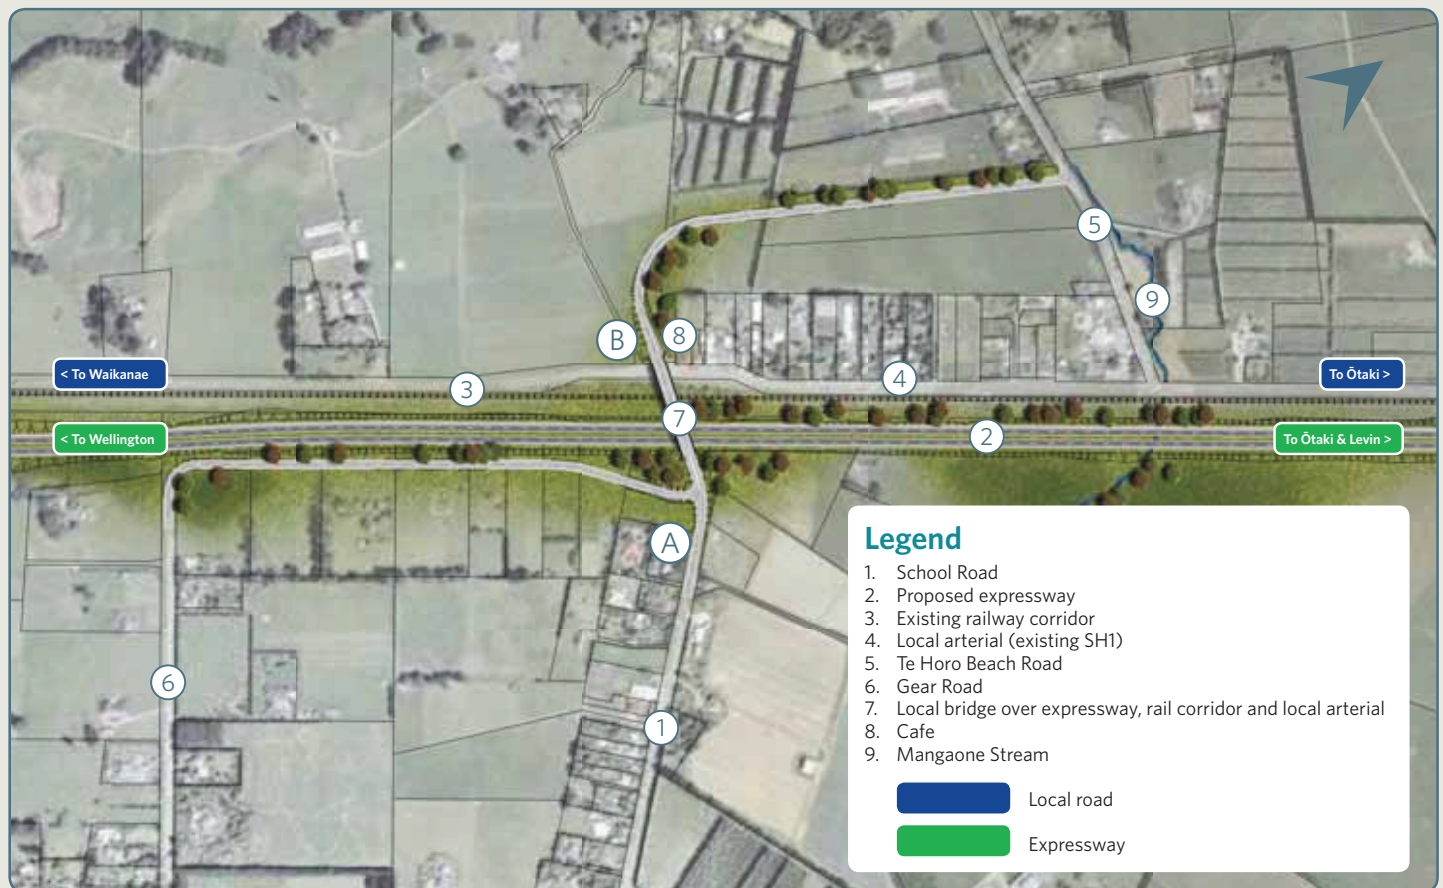 5
9
B
8
< To Waikanae
To Ōtaki >
3
4
7
2
< To Wellington
To Ōtaki & Levin >
A
6
1
Legend
1. School Road
2. Proposed expressway
3. Existing railway corridor
4. Local arterial (existing SH1)
5. Te Horo Beach Road
6. Gear Road
7. Local bridge over expressway, rail corridor and local arterial
8. Cafe
9. Mangaone Stream
Local road
Expressway